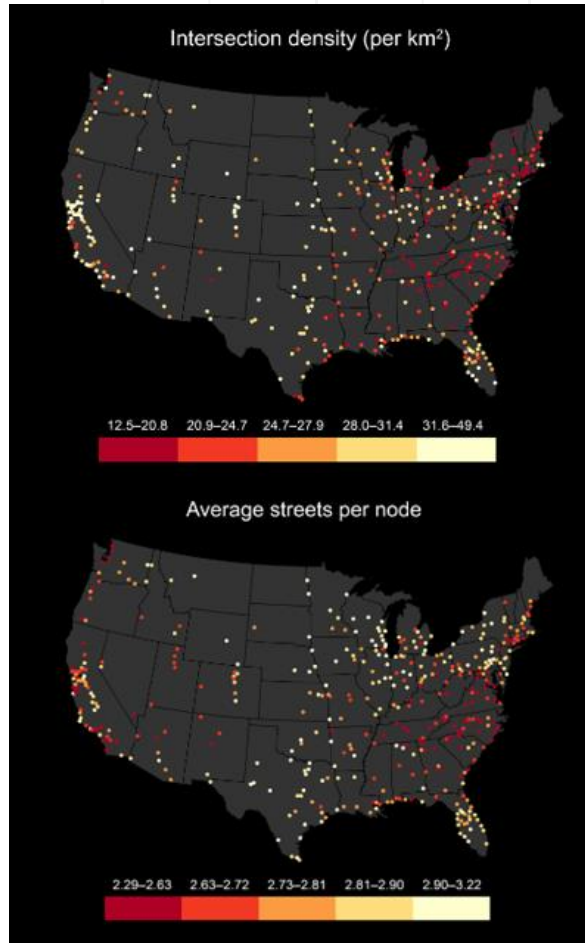 Intersection density (per km²)
12.5–20.8 20.9–24.7 24.7–27.9 28.0–31.4 31.6–49.4
Average streets per node
2.29–2.63 2.63–2.72 2.73–2.81 2.81–2.90 2.90–3.22